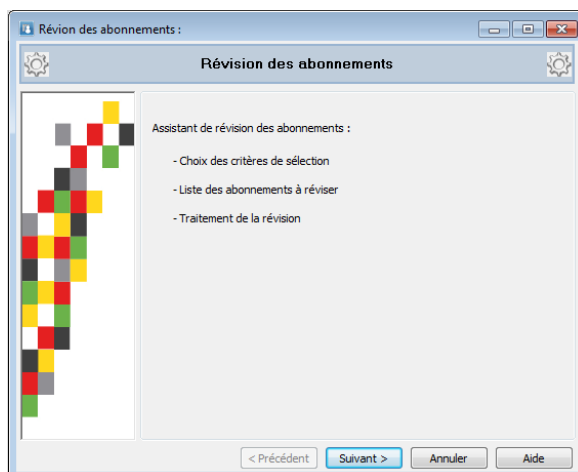 Révion des abonnements :
Révision des abonnements
Assistant de révision des abonnements :
- Choix des critères de sélection
- Liste des abonnements à réviser
- Traitement de la révision
< Précédent
Suivant >
Annuler
Aide